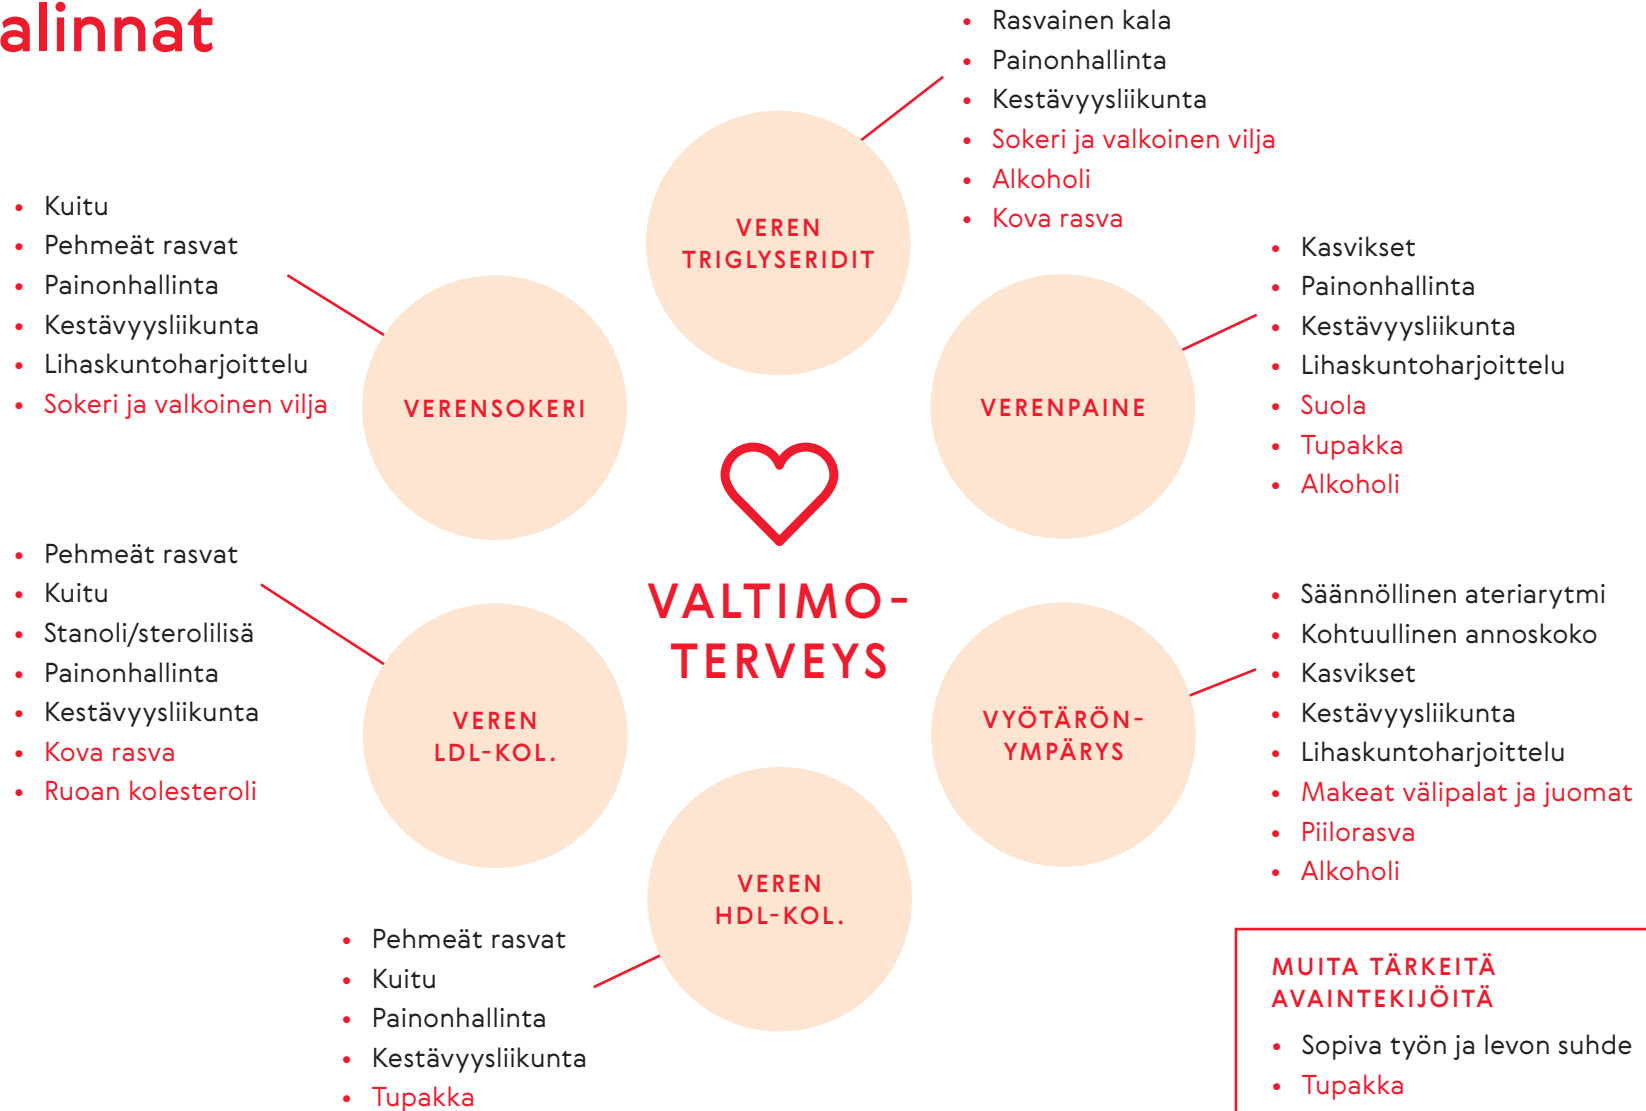 alinnat
Rasvainen kala
Painonhallinta
Kestävyysliikunta
Sokeri ja valkoinen vilja
Alkoholi
Kova rasva
VEREN
TRIGLYSERIDIT
Kuitu
Pehmeät rasvat
Painonhallinta
Kestävyysliikunta
Lihaskuntoharjoittelu
Sokeri ja valkoinen vilja
VERENSOKERI
Kasvikset
Painonhallinta
Kestävyysliikunta
Lihaskuntoharjoittelu
Suola
Tupakka
Alkoholi
VERENPAINE
VALTIMO-
TERVEYS
Pehmeät rasvat
Kuitu
Stanoli/sterolilisä
Painonhallinta
Kestävyysliikunta
Kova rasva
Ruoan kolesteroli
VEREN
LDL-KOL.
Säännöllinen ateriarytmi
Kohtuullinen annoskoko
Kasvikset
Kestävyysliikunta
Lihaskuntoharjoittelu
Makeat välipalat ja juomat
Piilorasva
Alkoholi
VYÖTÄRÖN-
YMPÄRYS
VEREN
HDL-KOL.
Pehmeät rasvat
Kuitu
Painonhallinta
Kestävyysliikunta
Tupakka
MUITA TÄRKEITÄ
AVAINTEKIJÖITÄ
Sopiva työn ja levon suhde
Tupakka